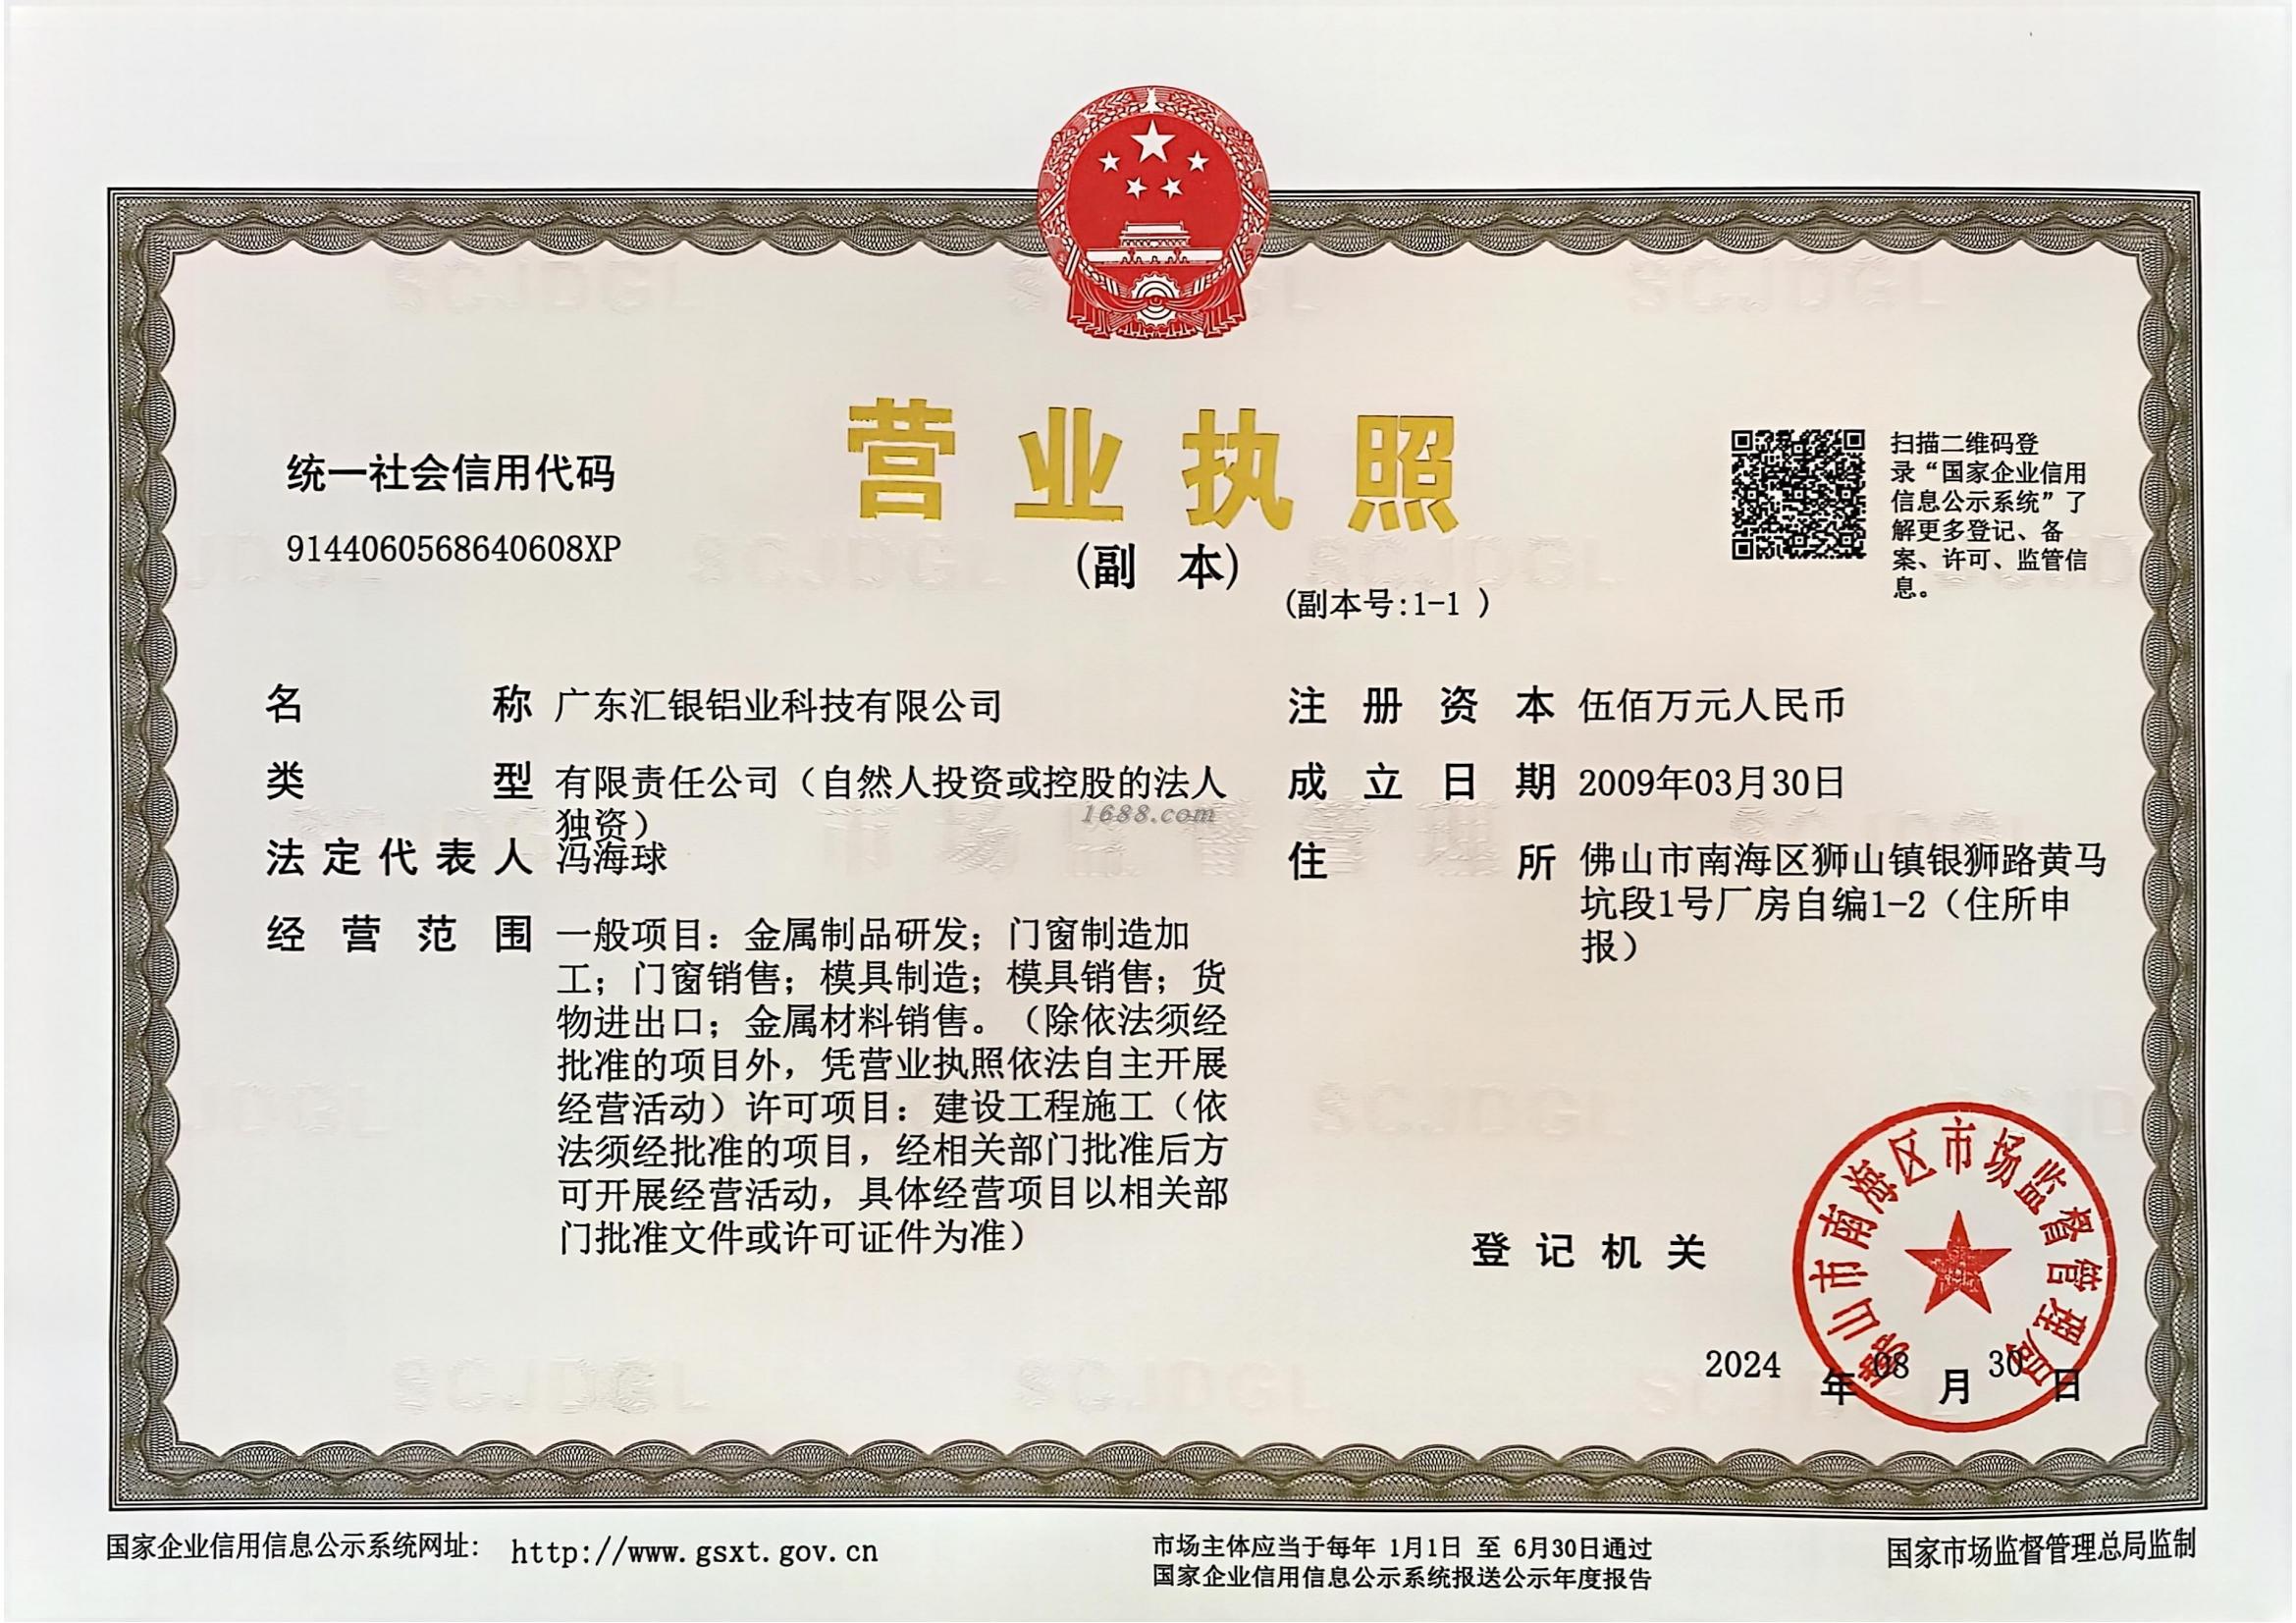 营业执照
(副 本)
(副本号:1-1 )
统一社会信用代码
9144060568640608XP
扫描二维码登
录“国家企业信用
信息公示系统”了
解更多登记、备
案、许可、监管信
息。
名 称 广东汇银铝业科技有限公司
类 型 有限责任公司（自然人投资或控股的法人
独资）
法定代表人 冯海球
经营范围 一般项目：金属制品研发；门窗制造加
工；门窗销售；模具制造；模具销售；货
物进出口；金属材料销售。（除依法须经
批准的项目外，凭营业执照依法自主开展
经营活动）许可项目：建设工程施工（依
法须经批准的项目，经相关部门批准后方
可开展经营活动，具体经营项目以相关部
门批准文件或许可证件为准）
注册资本 伍佰万元人民币
成立日期 2009年03月30日
住 所 佛山市南海区狮山镇银狮路黄马
坑段1号厂房自编1-2（住所申
报）
1688.com
市场监督管理
SCJDGL
登记机关
佛山市南海区市场监督管理局
2024 年 08 月 30 日
国家企业信用信息公示系统网址： http://www.gsxt.gov.cn
市场主体应当于每年 1月1日 至 6月30日通过
国家企业信用信息公示系统报送公示年度报告
国家市场监督管理总局监制